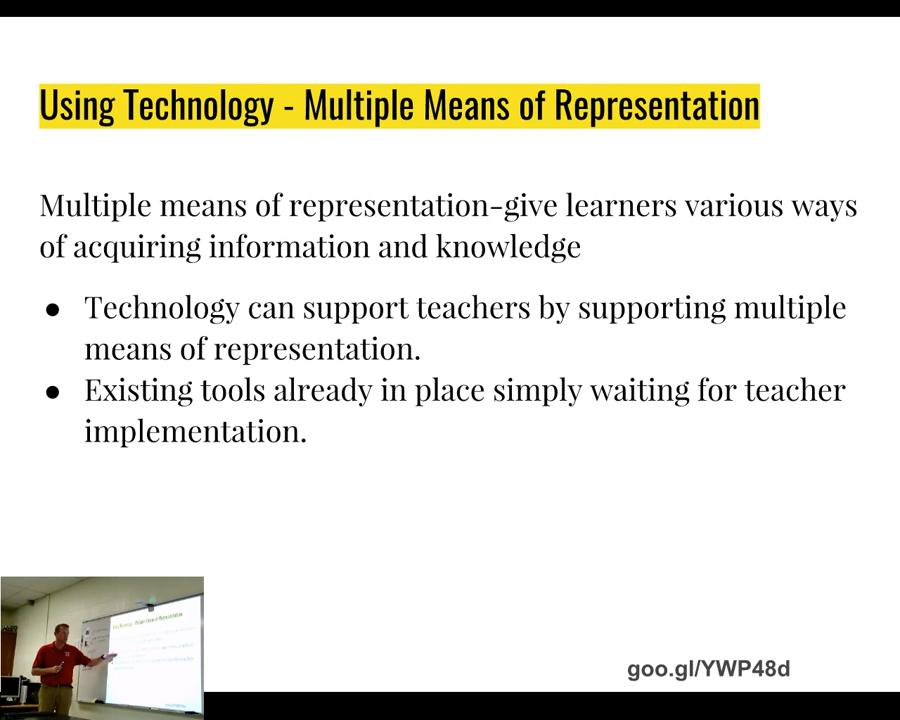 Using Technology - Multiple Means of Representation
Multiple means of representation-give learners various ways
of acquiring information and knowledge
● Technology can support teachers by supporting multiple
means of representation.
● Existing tools already in place simply waiting for teacher
implementation.
goo.gl/YWP48d